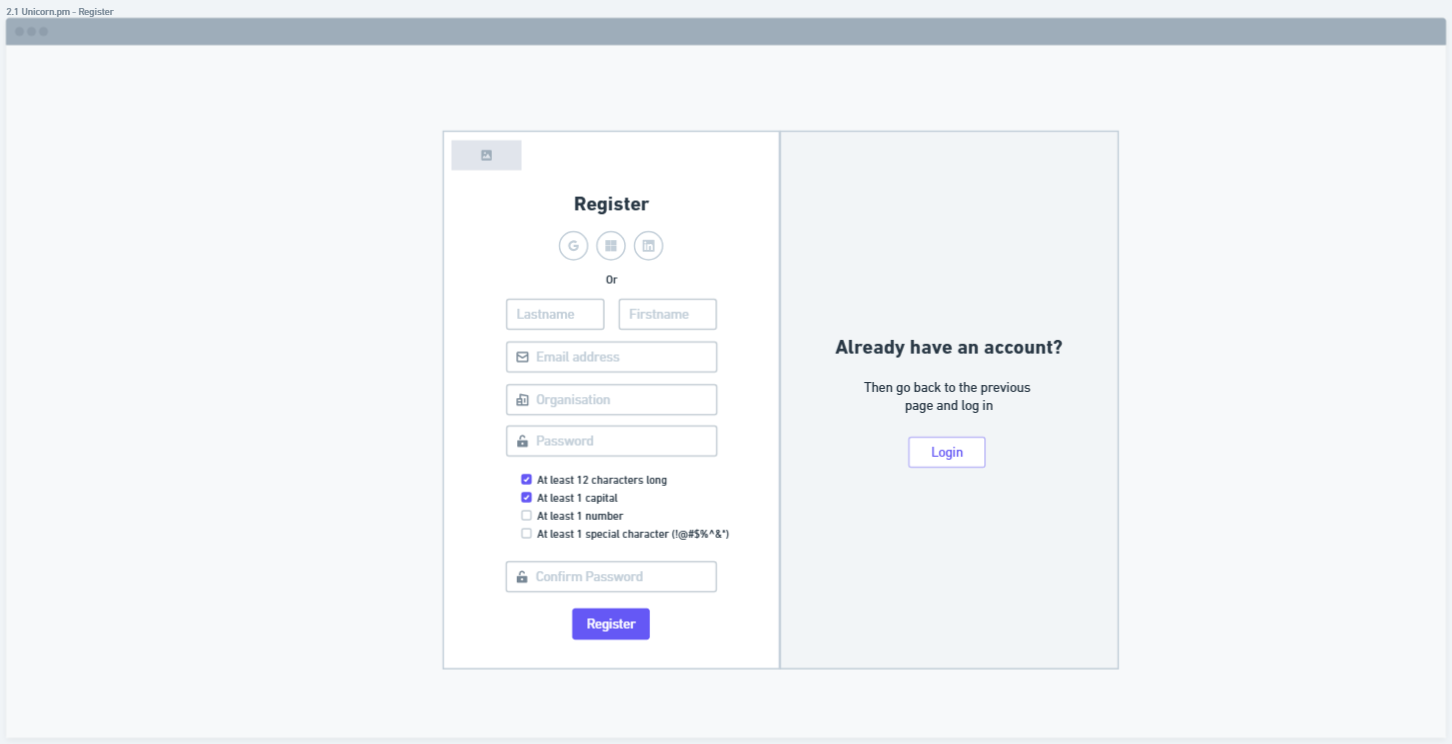 2.1 Unicorn.pm - Register
Register
Or
Lastname
Firstname
Email address
Organisation
Password
At least 12 characters long
At least 1 capital
At least 1 number
At least 1 special character (!@#$%^&*)
Confirm Password
Register
Already have an account?
Then go back to the previous
page and log in
Login